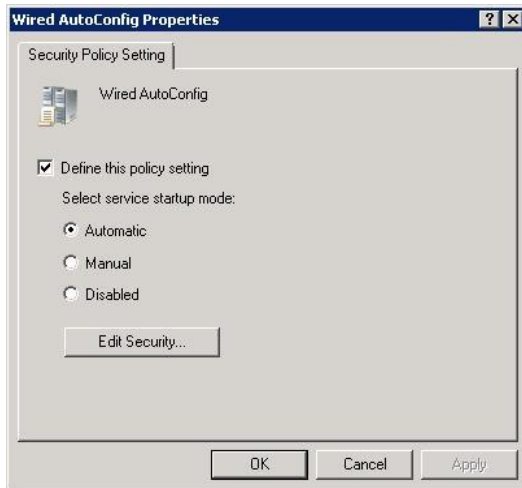 Wired AutoConfig Properties
Security Policy Setting
Wired AutoConfig
Define this policy setting
Select service startup mode:
Automatic
Manual
Disabled
Edit Security...
OK Cancel Apply